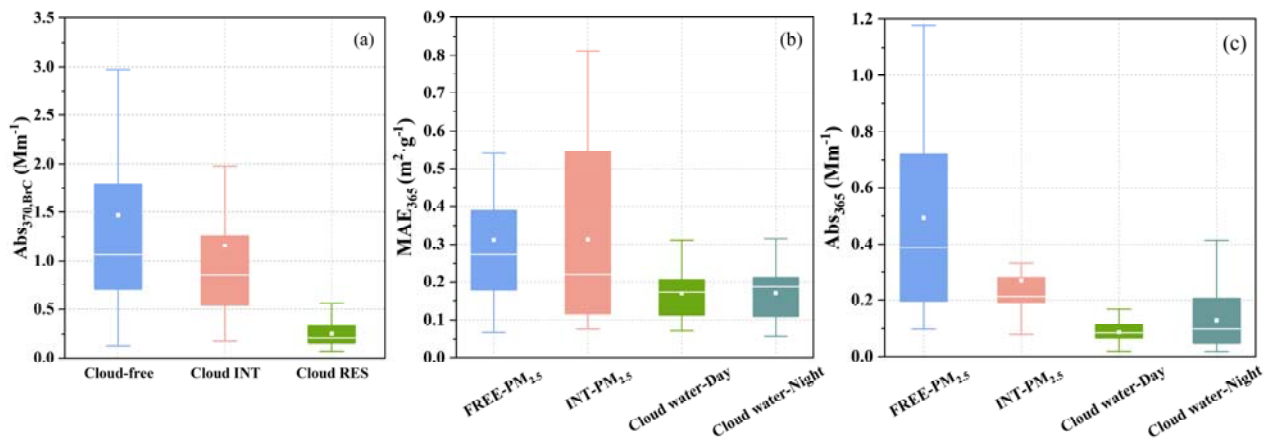 (a)
Abs370,BrC (Mm-1)
3.5
3.0
2.5
2.0
1.5
1.0
0.5
0.0
Cloud-free Cloud INT Cloud RES
(b)
MAE365 (m2·g-1)
0.9
0.8
0.7
0.6
0.5
0.4
0.3
0.2
0.1
0.0
FREE-PM2.5
INT-PM2.5
Cloud water-Day
Cloud water-Night
(c)
Abs365 (Mm-1)
1.2
1.0
0.8
0.6
0.4
0.2
0.0
FREE-PM2.5
INT-PM2.5
Cloud water-Day
Cloud water-Night